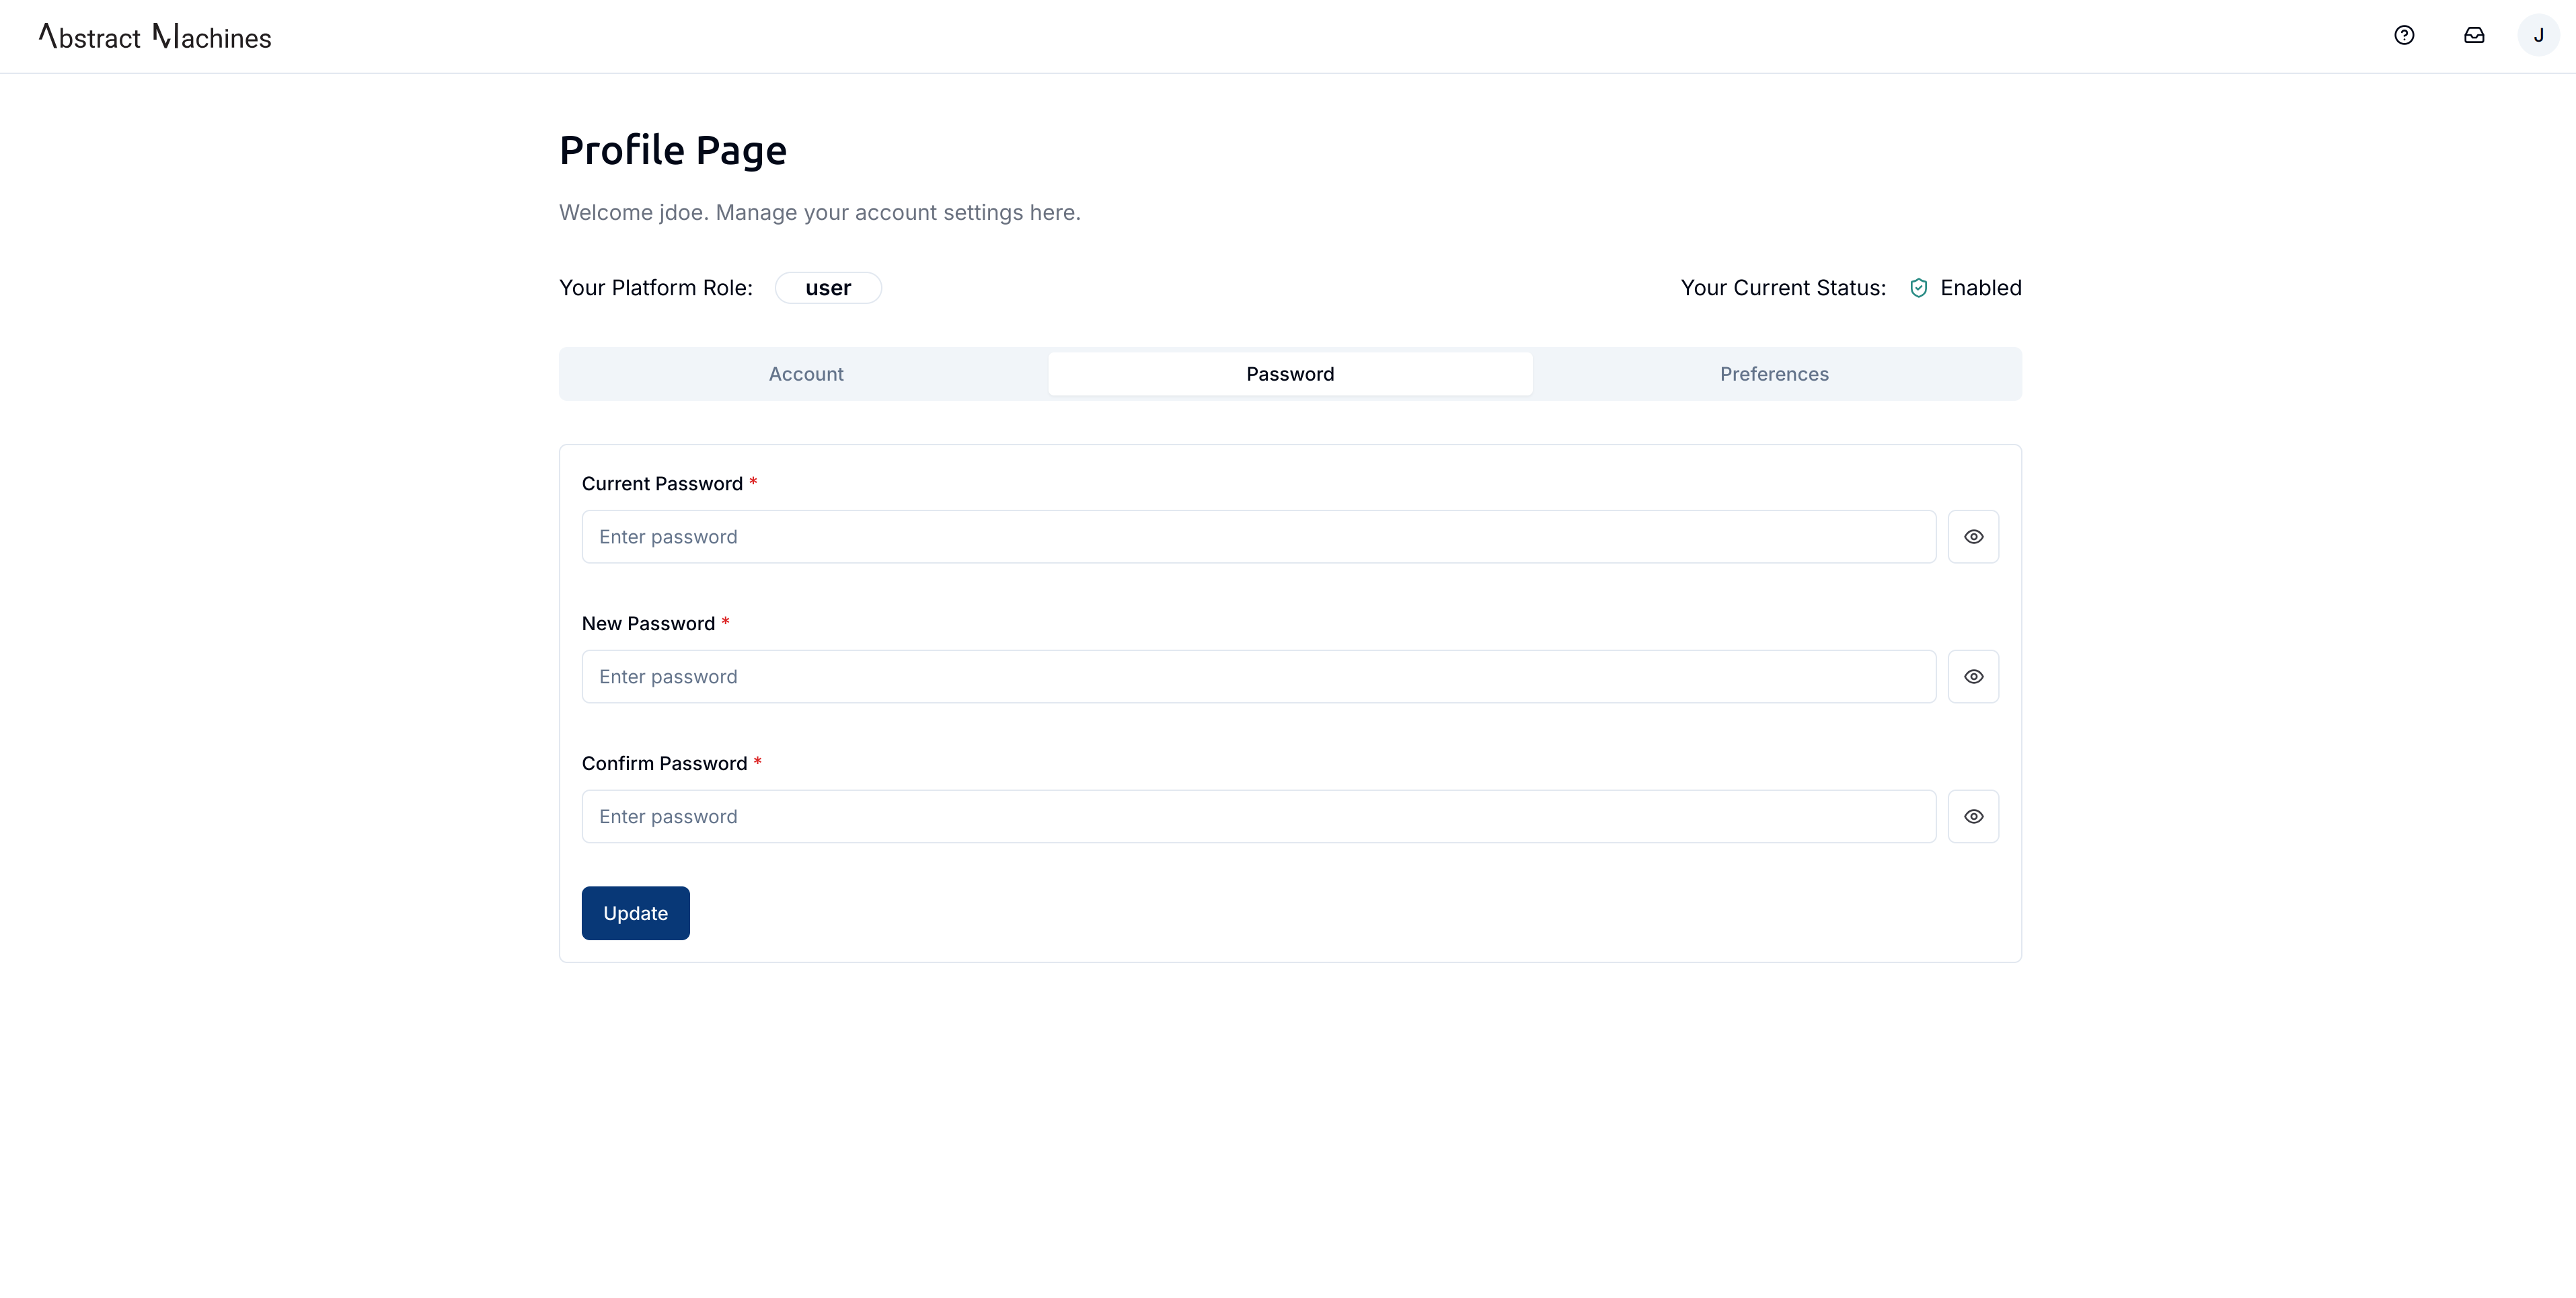 Abstract Machines
J
Profile Page
Welcome jdoe. Manage your account settings here.
Your Platform Role: user
Your Current Status: Enabled
Account
Password
Preferences
Current Password *
Enter password
New Password *
Enter password
Confirm Password *
Enter password
Update